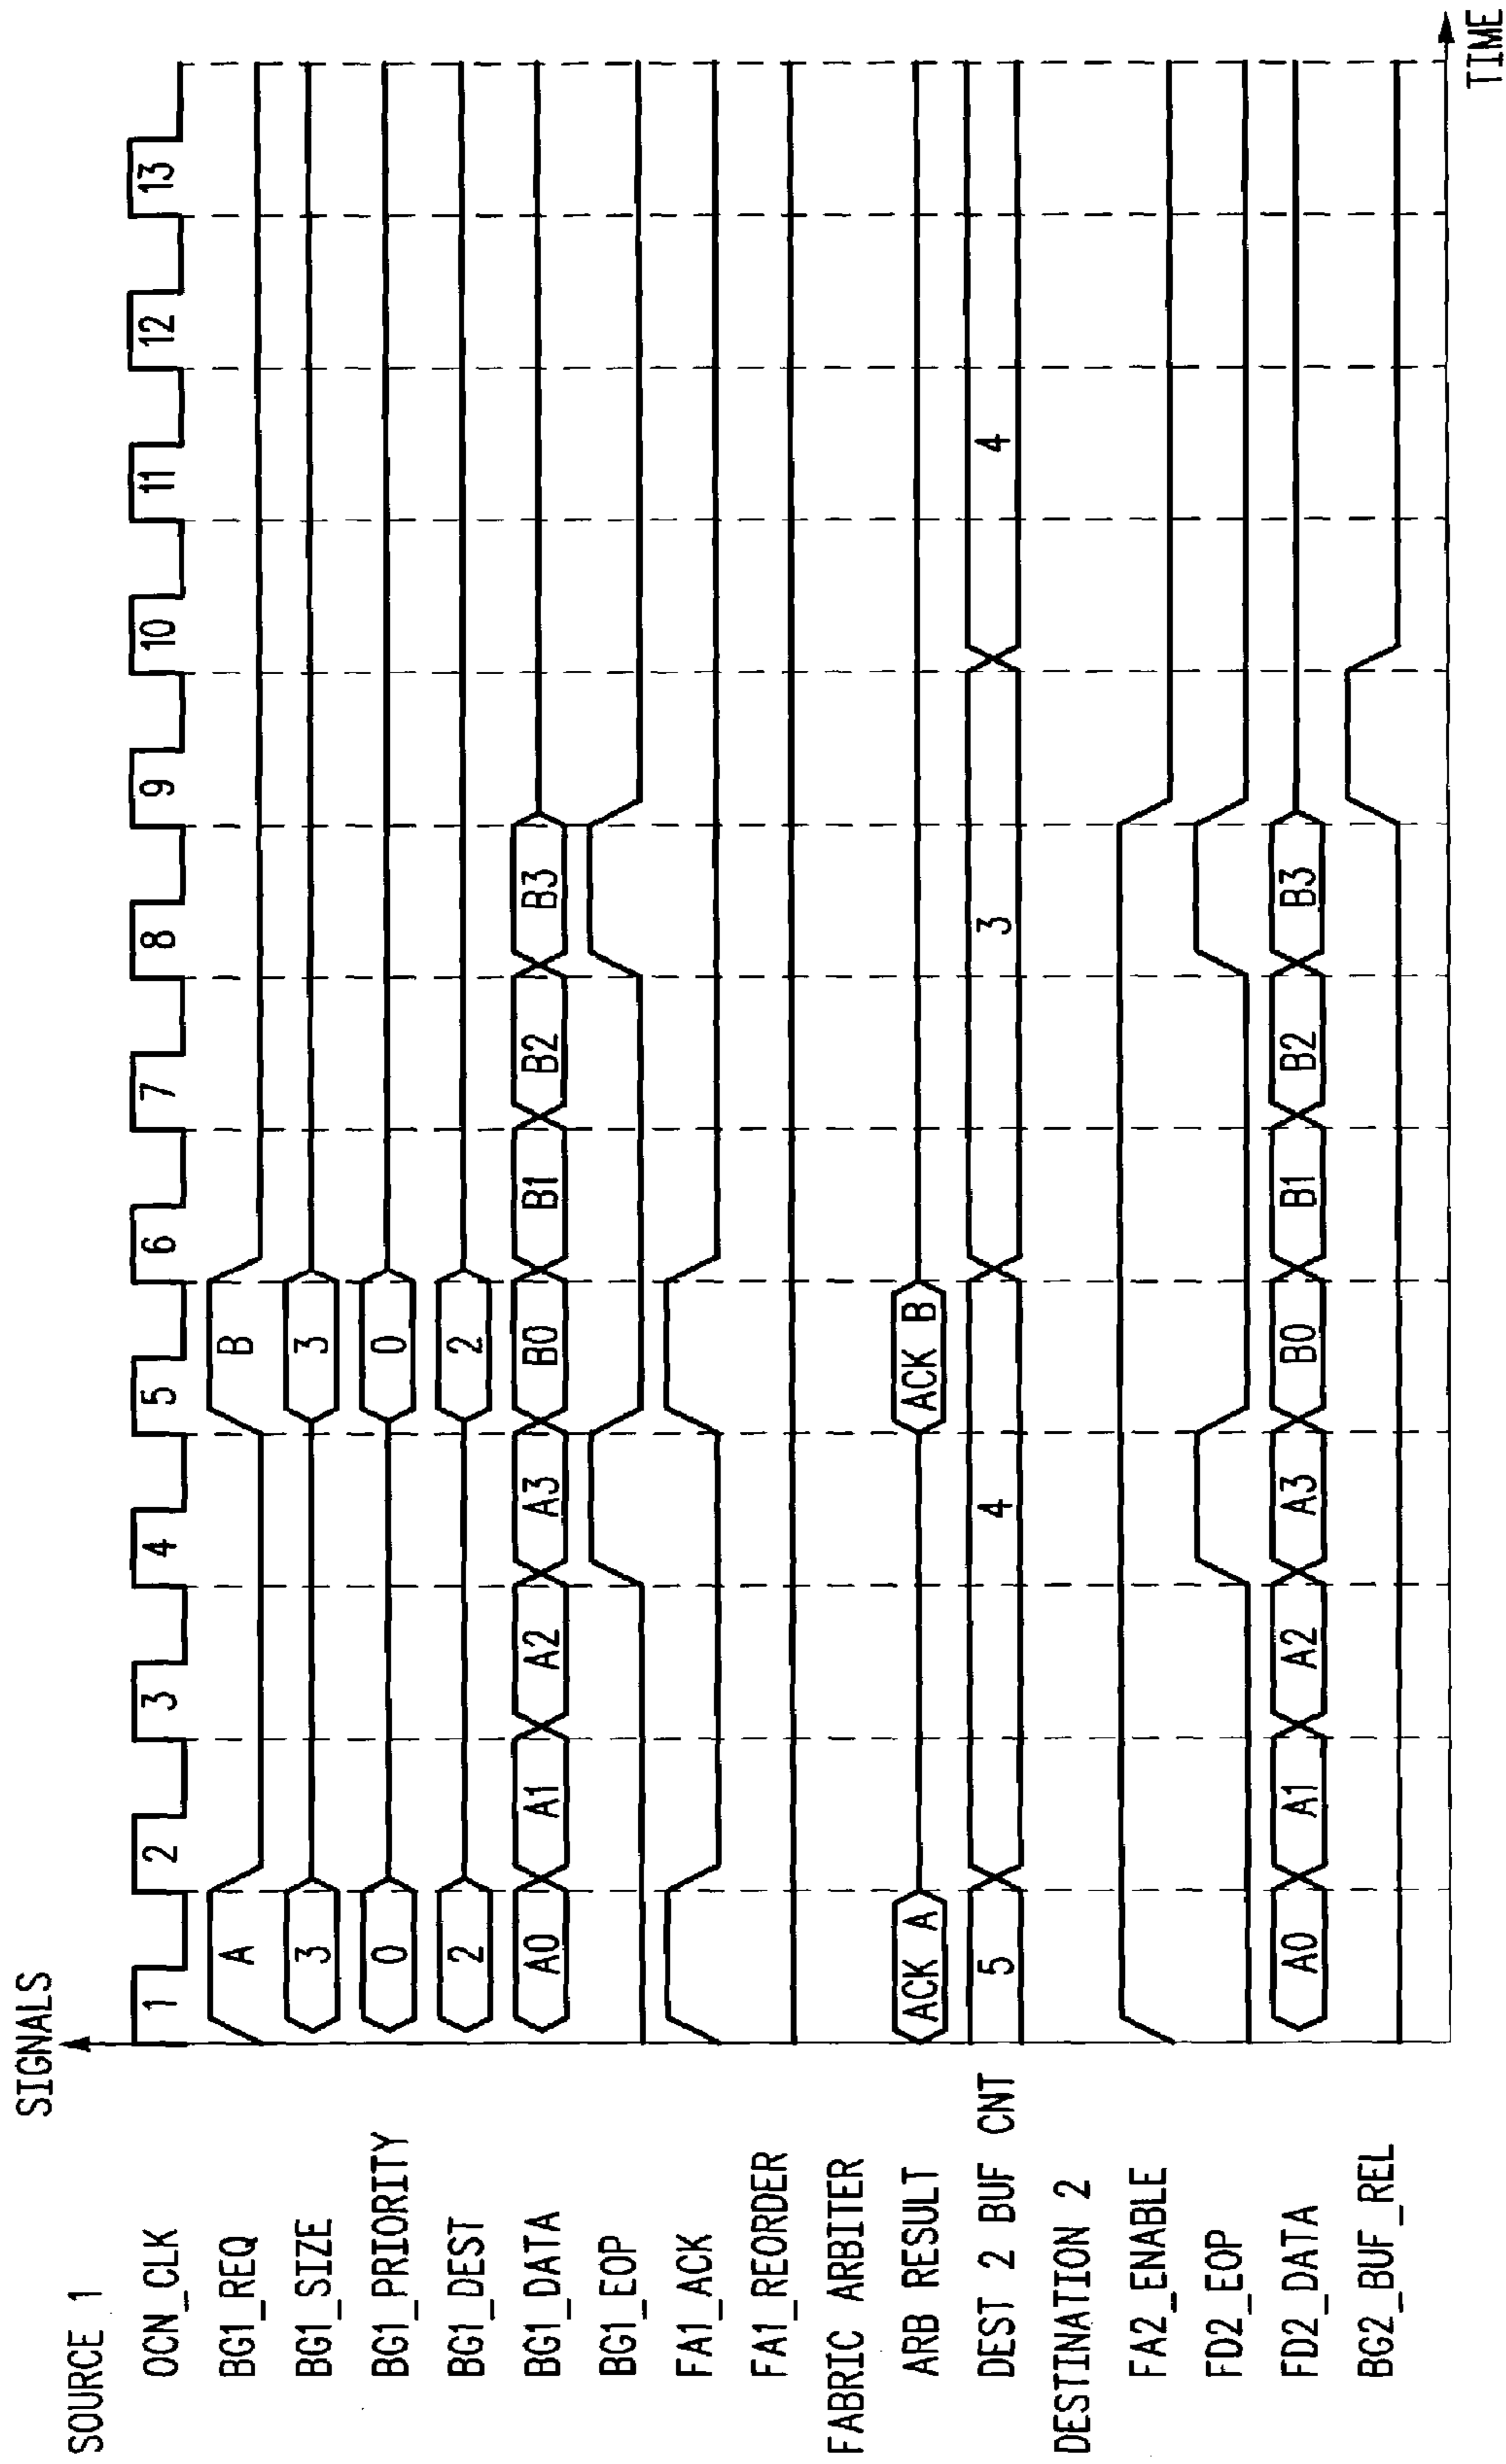 SIGNALS
SOURCE 1
OCN_CLK 1 2 3 4 5 6 7 8 9 10 11 12 13
BG1_REQ A B
BG1_SIZE 3 3
BG1_PRIORITY 0 0
BG1_DEST 2 2
BG1_DATA A0 A1 A2 A3 B0 B1 B2 B3
BG1_EOP
FA1_ACK
FA1_REORDER
FABRIC ARBITER
ARB RESULT ACK A ACK B
DEST 2 BUF CNT 5 4 3 4
DESTINATION 2
FA2_ENABLE
FD2_EOP
FD2_DATA A0 A1 A2 A3 B0 B1 B2 B3
BG2_BUF_REL
TIME